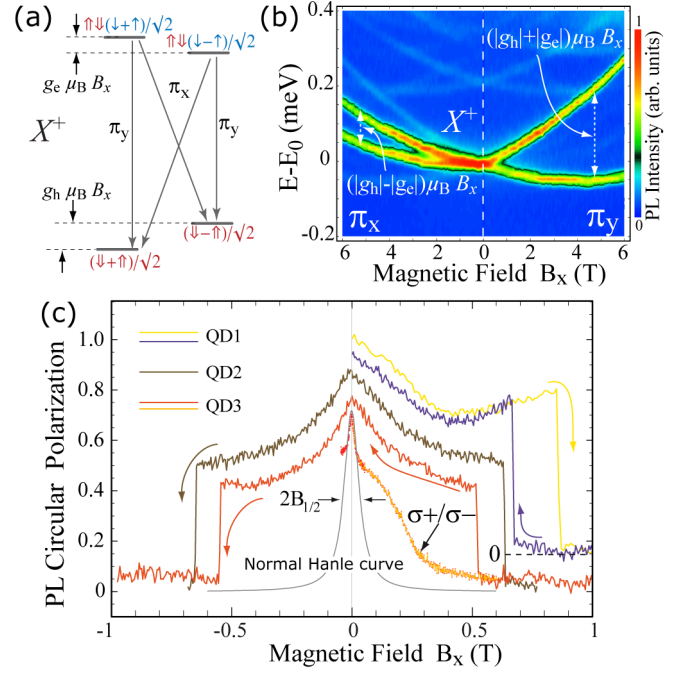 (a)
⇑⇓(↓+↑)/√2
⇑⇓(↓−↑)/√2
g_e μ_B B_x
X⁺
π_y
π_x
π_y
g_h μ_B B_x
(⇓−⇑)/√2
(⇓+⇑)/√2
(b)
0.4
0.2
0
-0.2
E-E₀ (meV)
(|g_h|+|g_e|)μ_B B_x
X⁺
(|g_h|-|g_e|)μ_B B_x
π_x
π_y
6 4 2 0 2 4 6
Magnetic Field B_x (T)
1
0
PL Intensity (arb. units)
(c)
QD1
QD2
QD3
1.0
0.8
0.6
0.4
0.2
0
PL Circular Polarization
2B_1/2
σ+/σ−
Normal Hanle curve
0
-1 -0.5 0 0.5 1
Magnetic Field B_x (T)